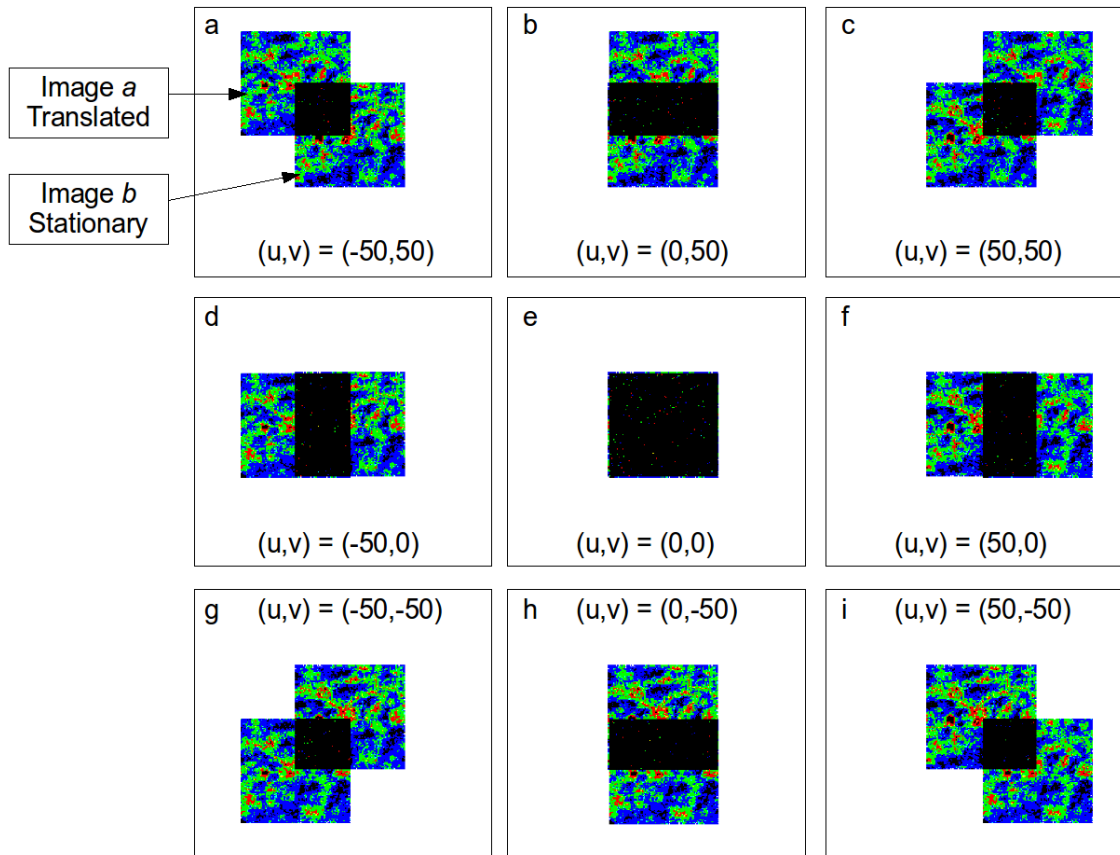 a
b
c
Image a
Translated
Image b
Stationary
(u,v) = (-50,50)
(u,v) = (0,50)
(u,v) = (50,50)
d
e
f
(u,v) = (-50,0)
(u,v) = (0,0)
(u,v) = (50,0)
g
(u,v) = (-50,-50)
h
(u,v) = (0,-50)
i
(u,v) = (50,-50)